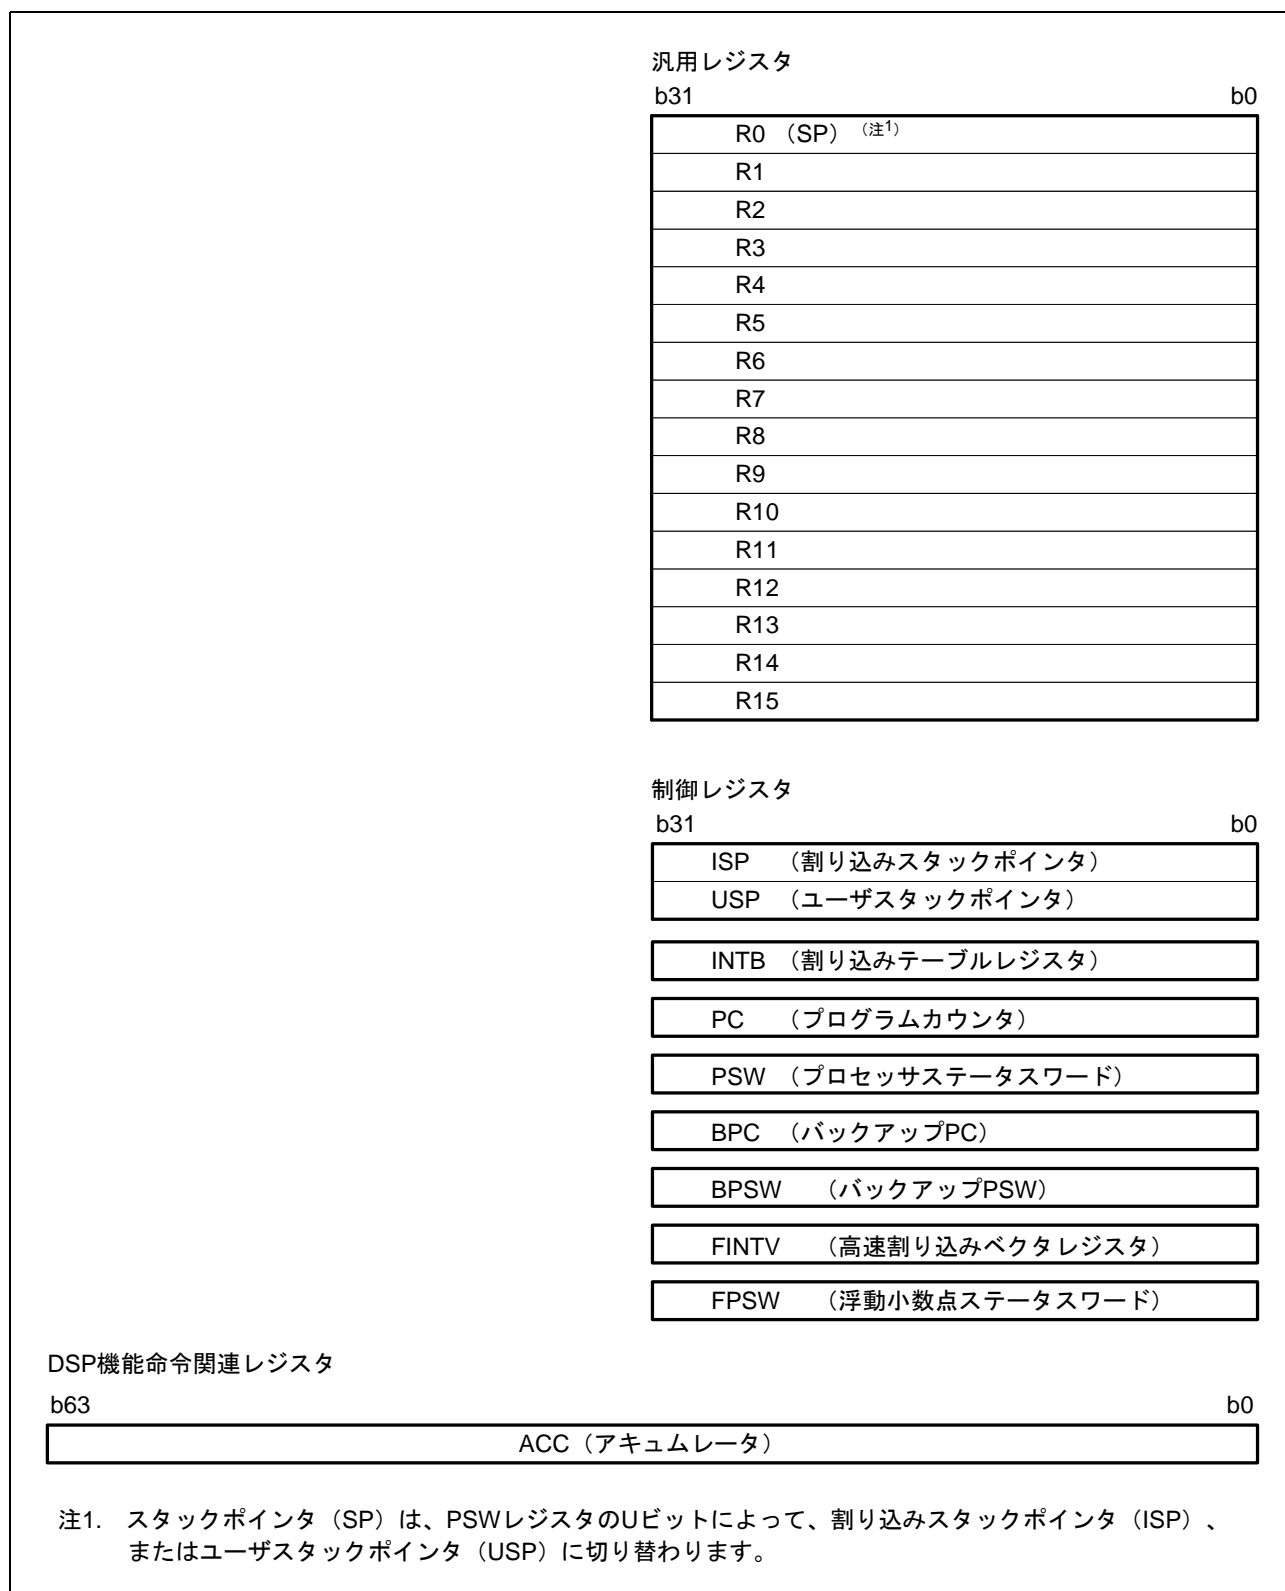 汎用レジスタ
b31 b0
R0 （SP） （注1）
R1
R2
R3
R4
R5
R6
R7
R8
R9
R10
R11
R12
R13
R14
R15
制御レジスタ
b31 b0
ISP （割り込みスタックポインタ）
USP （ユーザスタックポインタ）
INTB （割り込みテーブルレジスタ）
PC （プログラムカウンタ）
PSW （プロセッサステータスワード）
BPC （バックアップPC）
BPSW （バックアップPSW）
FINTV （高速割り込みベクタレジスタ）
FPSW （浮動小数点ステータスワード）
DSP機能命令関連レジスタ
b63 b0
ACC（アキュムレータ）
注1. スタックポインタ（SP）は、PSWレジスタのUビットによって、割り込みスタックポインタ（ISP）、
またはユーザスタックポインタ（USP）に切り替わります。